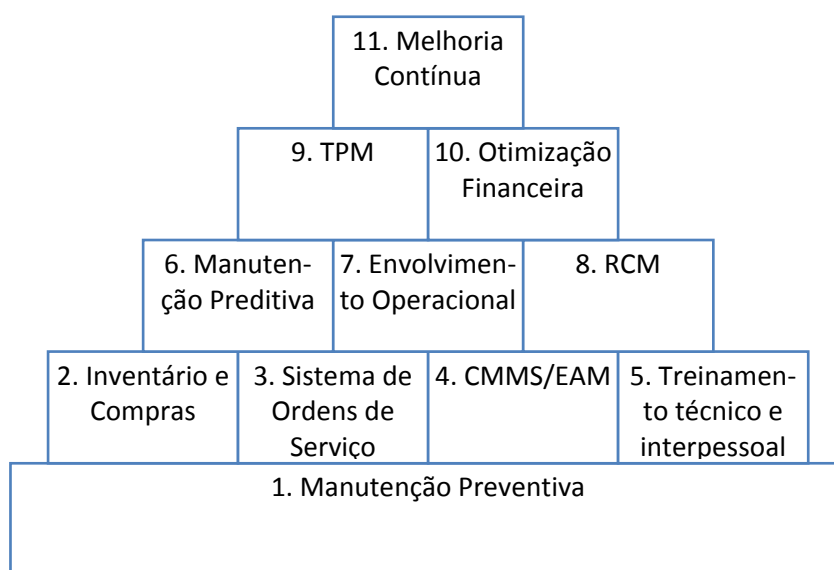 11. Melhoria
Contínua
9. TPM
10. Otimização
Financeira
6. Manuten-
ção Preditiva
7. Envolvimen-
to Operacional
8. RCM
2. Inventário e
Compras
3. Sistema de
Ordens de
Serviço
4. CMMS/EAM
5. Treinamen-
to técnico e
interpessoal
1. Manutenção Preventiva